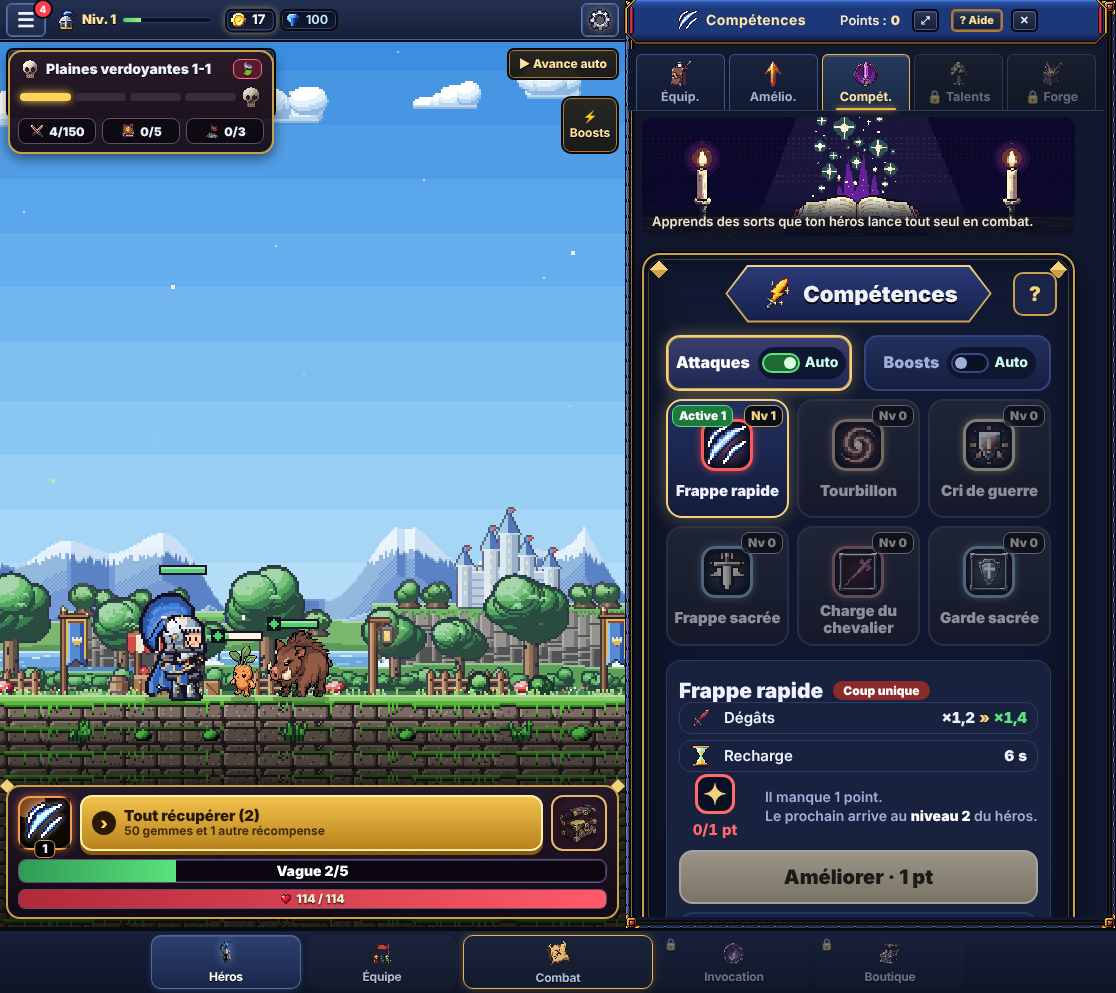 4
Niv. 1
17
100
Compétences
Points : 0
? Aide
×
Plaines verdoyantes 1-1
4/150
0/5
0/3
Avance auto
Boosts
Équip.
Amélio.
Compét.
Talents
Forge
Apprends des sorts que ton héros lance tout seul en combat.
Compétences
?
Attaques
Auto
Boosts
Auto
Active 1
Nv 1
Frappe rapide
Nv 0
Tourbillon
Nv 0
Cri de guerre
Nv 0
Frappe sacrée
Nv 0
Charge du
chevalier
Nv 0
Garde sacrée
Frappe rapide
Coup unique
Dégâts
×1,2 » ×1,4
Recharge
6 s
0/1 pt
Il manque 1 point.
Le prochain arrive au niveau 2 du héros.
Améliorer · 1 pt
1
Tout récupérer (2)
50 gemmes et 1 autre récompense
Vague 2/5
114 / 114
Héros
Équipe
Combat
Invocation
Boutique